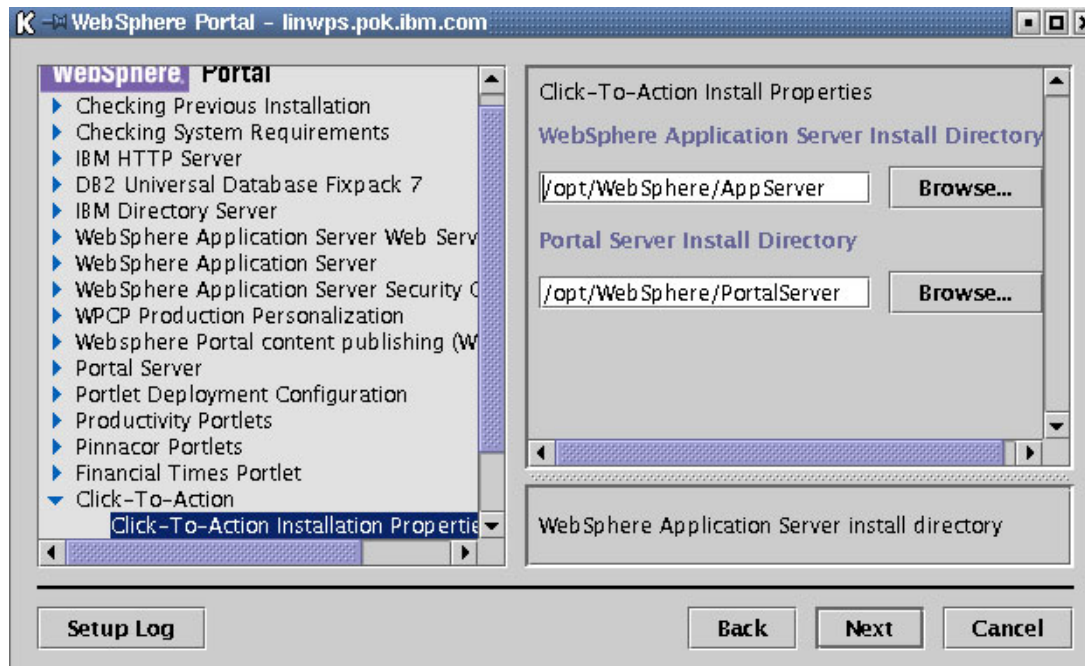 WebSphere Portal - linwps.pok.ibm.com
WebSphere Portal
Checking Previous Installation
Checking System Requirements
IBM HTTP Server
DB2 Universal Database Fixpack 7
IBM Directory Server
WebSphere Application Server Web Serv
WebSphere Application Server
WebSphere Application Server Security C
WPCP Production Personalization
Websphere Portal content publishing (W
Portal Server
Portlet Deployment Configuration
Productivity Portlets
Pinnacor Portlets
Financial Times Portlet
Click-To-Action
Click-To-Action Installation Propertie
Click-To-Action Install Properties
WebSphere Application Server Install Directory
/opt/WebSphere/AppServer Browse...
Portal Server Install Directory
/opt/WebSphere/PortalServer Browse...
WebSphere Application Server install directory
Setup Log Back Next Cancel